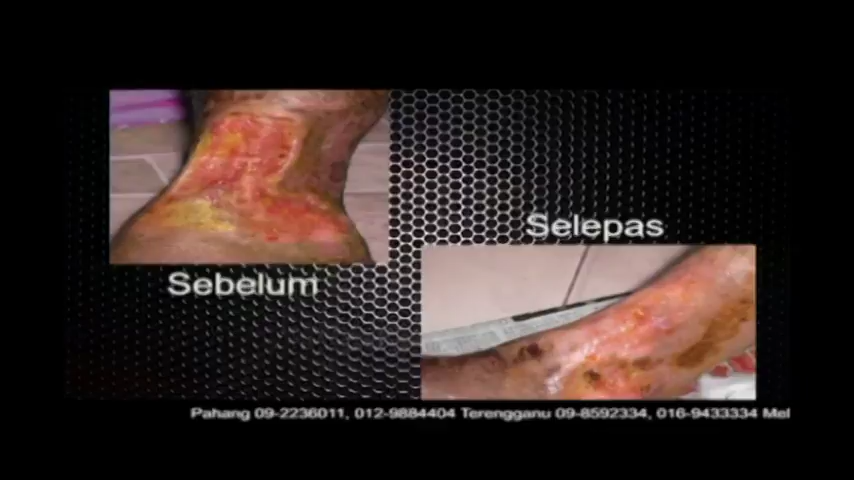 Selepas
Sebelum
Pahang 09-2236011, 012-9884404 Terengganu 09-8592334, 016-9433334 Mel